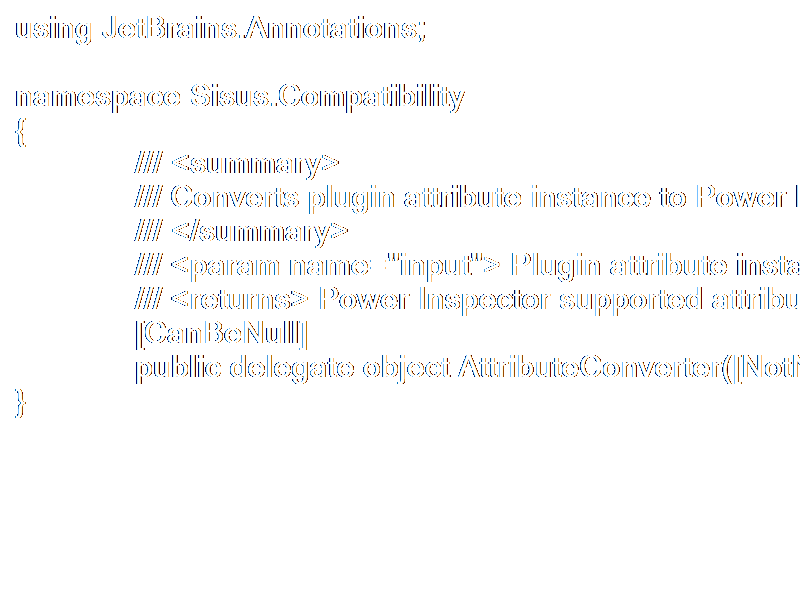 using JetBrains.Annotations;

namespace Sisus.Compatibility
{
/// <summary>
/// Converts plugin attribute instance to Power
/// </summary>
/// <param name="input"> Plugin attribute insta
/// <returns> Power Inspector supported attribu
[CanBeNull]
public delegate object AttributeConverter([Not
}